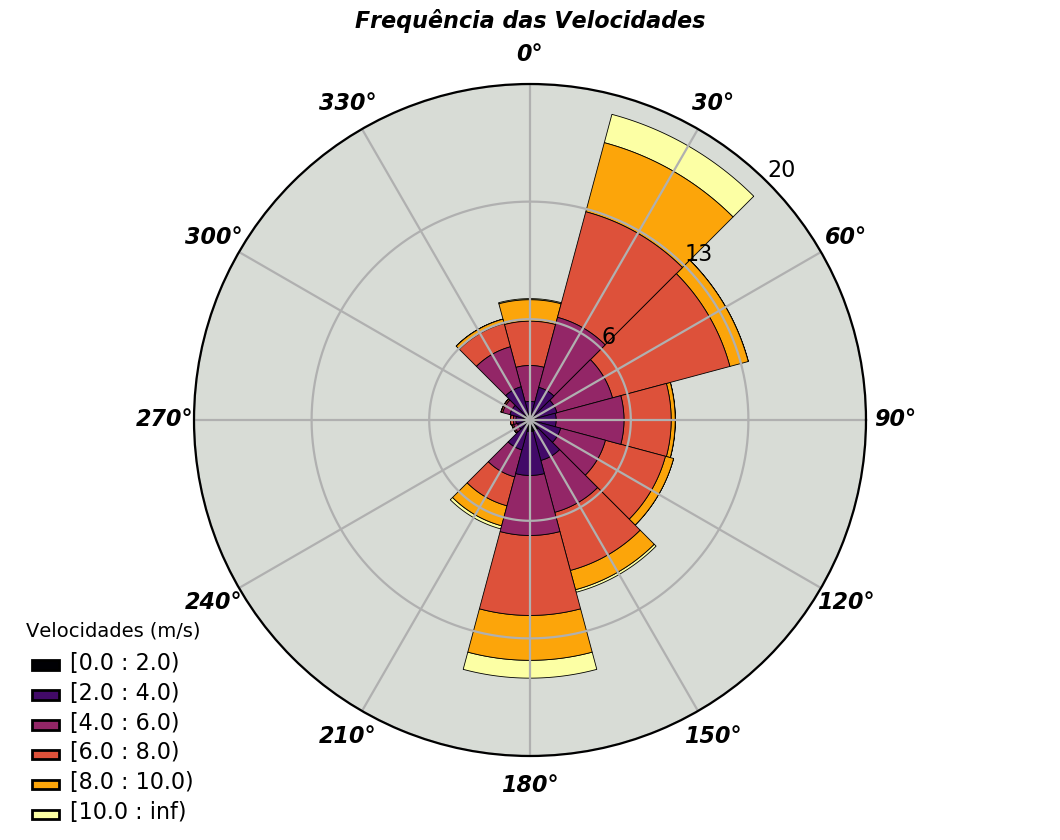 Frequência das Velocidades
0°
330°
30°
20
300°
60°
13
6
270°
90°
240°
120°
210°
150°
180°
Velocidades (m/s)
[0.0 : 2.0)
[2.0 : 4.0)
[4.0 : 6.0)
[6.0 : 8.0)
[8.0 : 10.0)
[10.0 : inf)